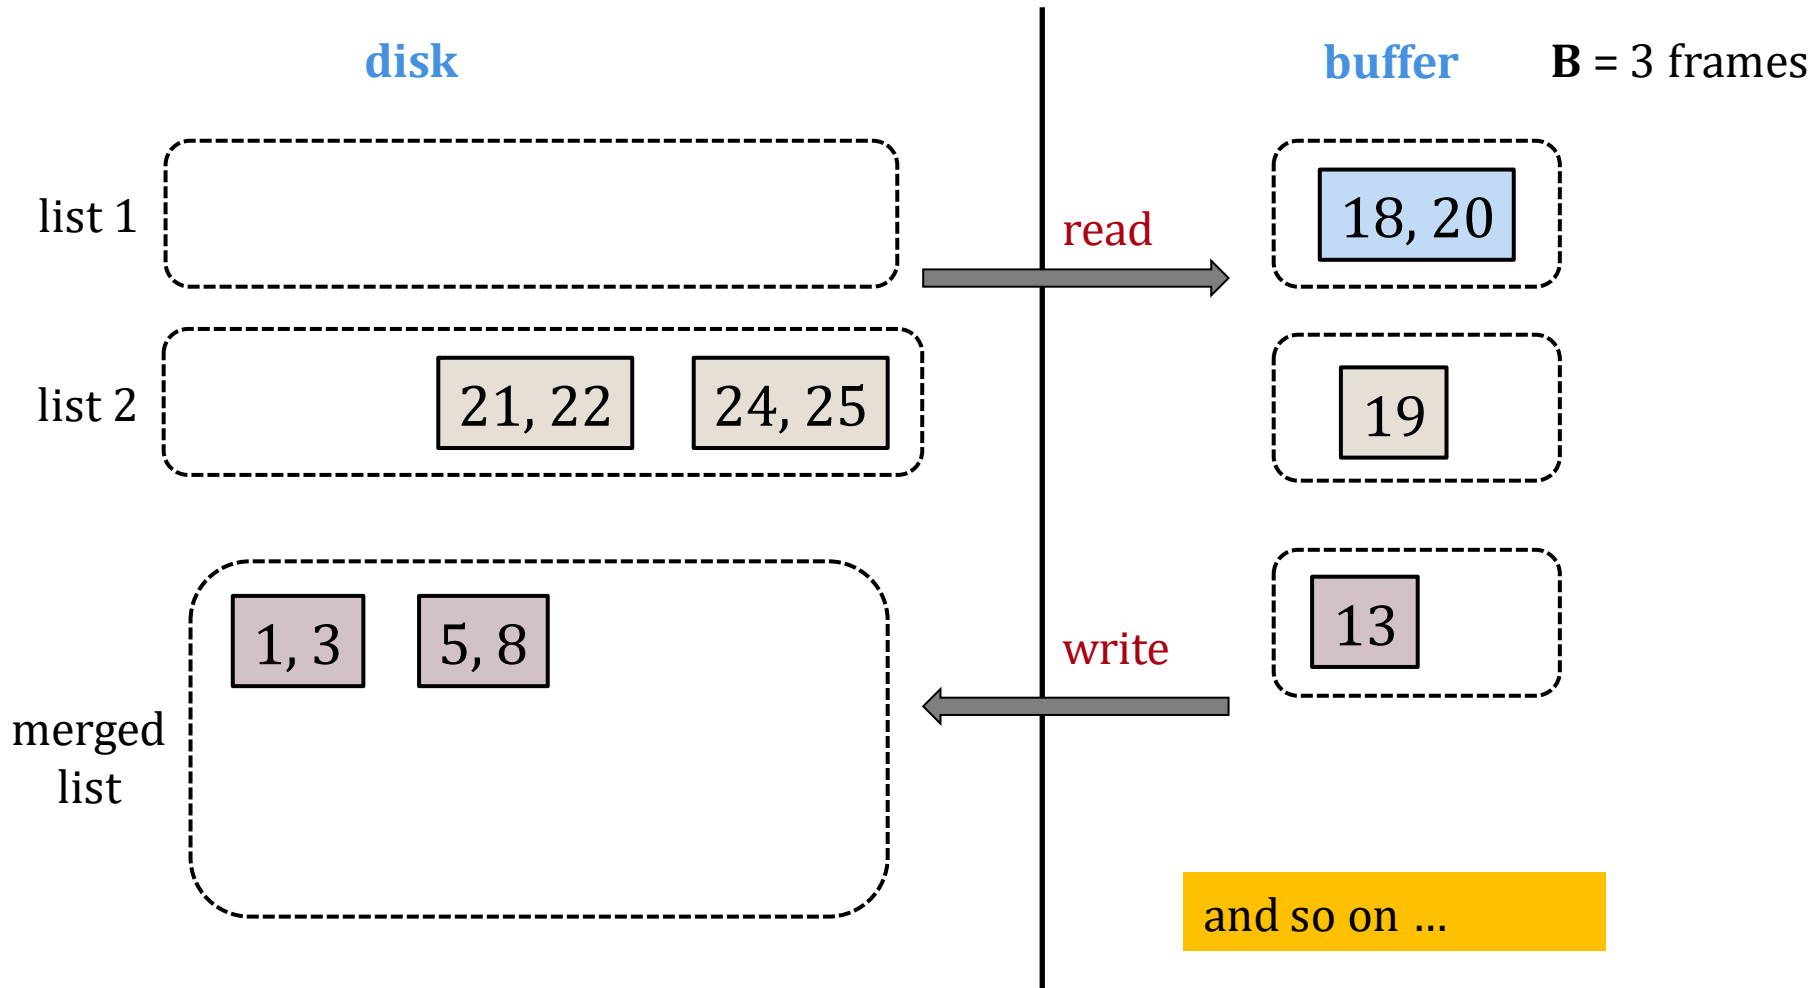 disk
buffer
B = 3 frames
list 1
18, 20
read
list 2
21, 22
24, 25
19
1, 3
5, 8
13
write
merged
list
and so on ...